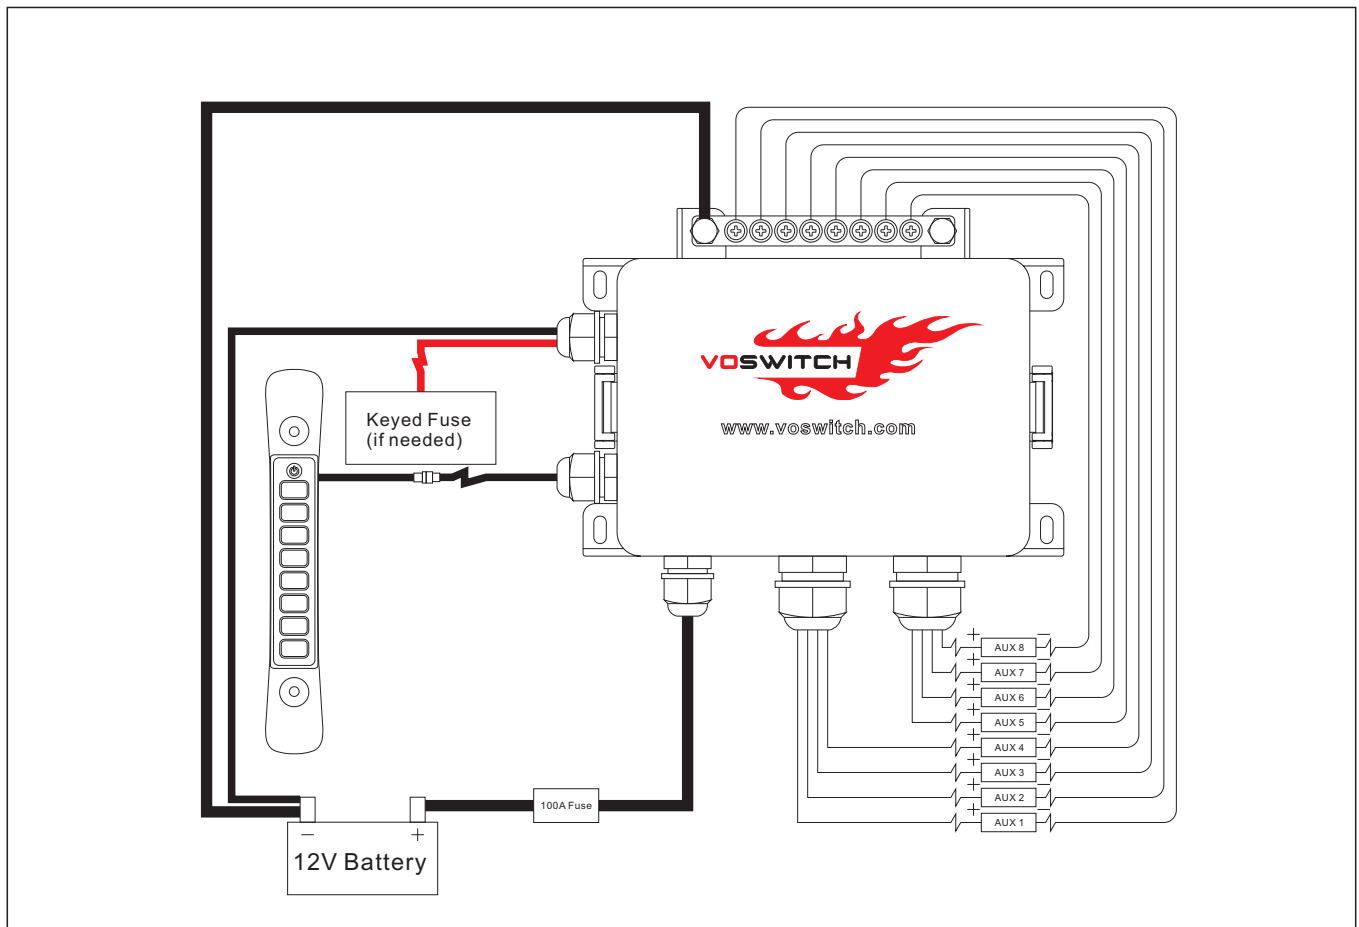 VOSWITCH
www.voswitch.com
Keyed Fuse
(if needed)
+ AUX 8 −
+ AUX 7 −
+ AUX 6 −
+ AUX 5 −
+ AUX 4 −
+ AUX 3 −
+ AUX 2 −
+ AUX 1 −
100A Fuse
− +
12V Battery